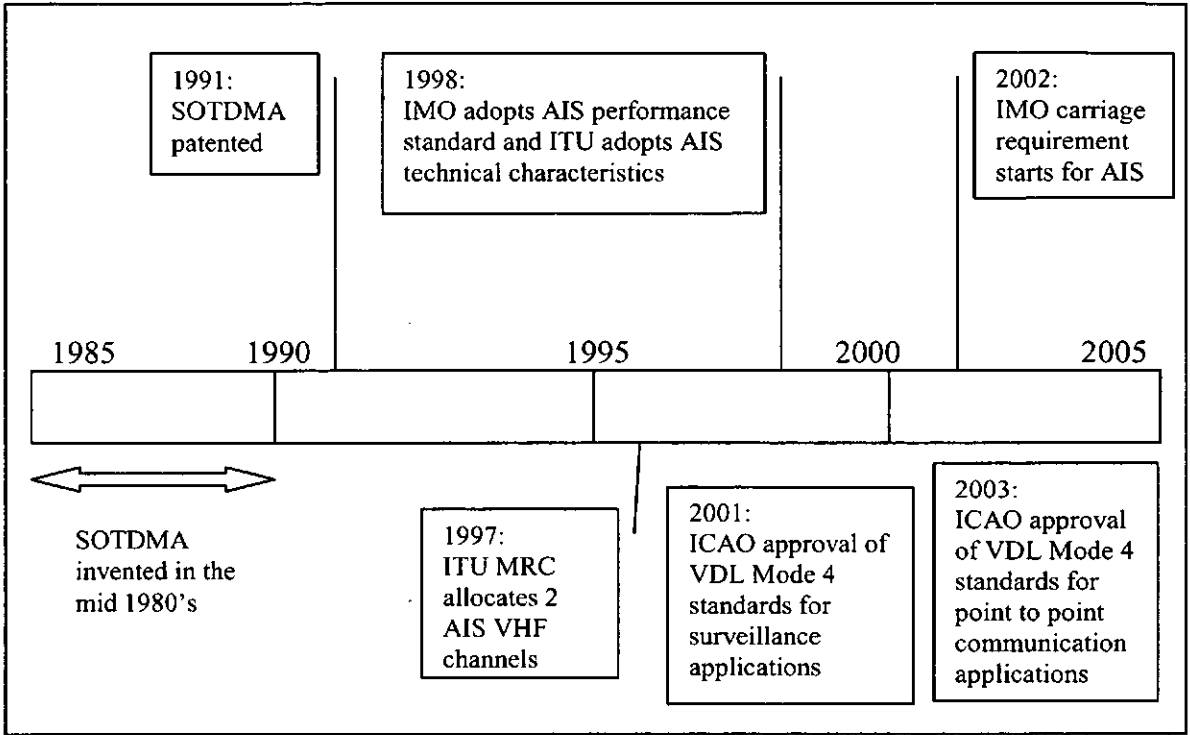 1991:
SOTDMA
patented
1998:
IMO adopts AIS performance
standard and ITU adopts AIS
technical characteristics
2002:
IMO carriage
requirement
starts for AIS
1985 1990 1995 2000 2005
SOTDMA
invented in the
mid 1980's
1997:
ITU MRC
allocates 2
AIS VHF
channels
2001:
ICAO approval of
VDL Mode 4
standards for
surveillance
applications
2003:
ICAO approval
of VDL Mode 4
standards for
point to point
communication
applications